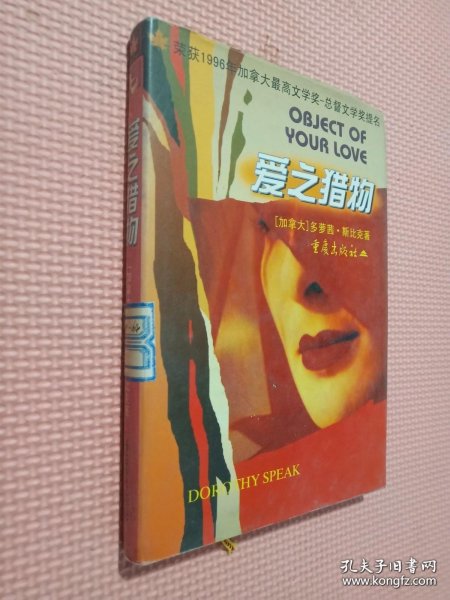 荣获1996年加拿大最高文学奖-总督文学奖提名
OBJECT OF
YOUR LOVE
爱之猎物
[加拿大]多萝茜·斯比克著
重庆出版社
DOROTHY SPEAK
爱之猎物
孔夫子旧书网
www.kongfz.com